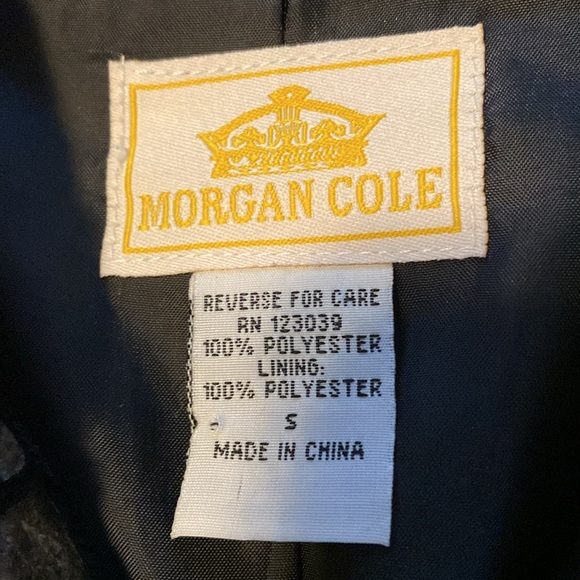 MORGAN COLE
REVERSE FOR CARE
RN 123039
100% POLYESTER
LINING:
100% POLYESTER
S
MADE IN CHINA